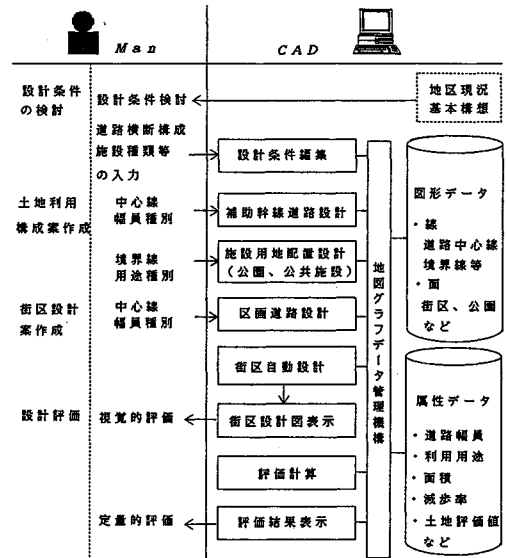 Man
CAD
設計条件
の検討
設計条件検討
地区現況
基本構想
道路横断構成
施設種類等
の入力
設計条件編集
土地利用
構成案作成
中心線
幅員種別
補助幹線道路設計
境界線
用途種別
施設用地配置設計
(公園、公共施設)
街区設計
案作成
中心線
幅員種別
区画道路設計
街区自動設計
設計評価
視覚的評価
街区設計図表示
評価計算
定量的評価
評価結果表示
地図グラフデータ管理機構
図形データ
・線
道路中心線
境界線等
・面
街区、公園
など
属性データ
・道路幅員
・利用用途
・面積
・減歩率
・土地評価値
など